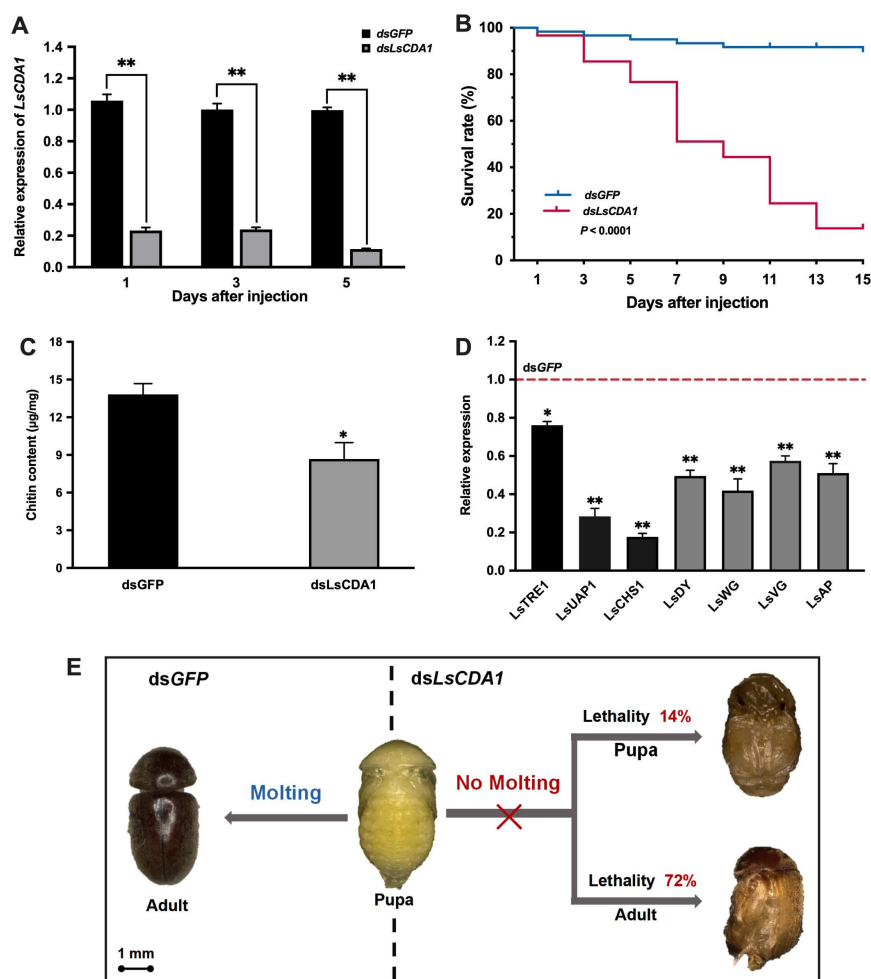 A
dsGFP
dsLsCDA1
Relative expression of LsCDA1
1.4
1.2
1.0
0.8
0.6
0.4
0.2
0.0
**
**
**
1
3
5
Days after injection
B
Survival rate (%)
100
80
60
40
20
0
dsGFP
dsLsCDA1
P < 0.0001
1
3
5
7
9
11
13
15
Days after injection
C
Chitin content (μg/mg)
18
15
12
9
6
3
0
*
dsGFP
dsLsCDA1
D
Relative expression
1.2
1.0
0.8
0.6
0.4
0.2
0.0
dsGFP
*
**
**
**
**
**
**
LsTRE1
LsUAP1
LsCHS1
LsDY
LsWG
LsVG
LsAP
E
dsGFP
dsLsCDA1
Molting
No Molting
Lethality 14%
Pupa
Lethality 72%
Adult
Adult
Pupa
1 mm